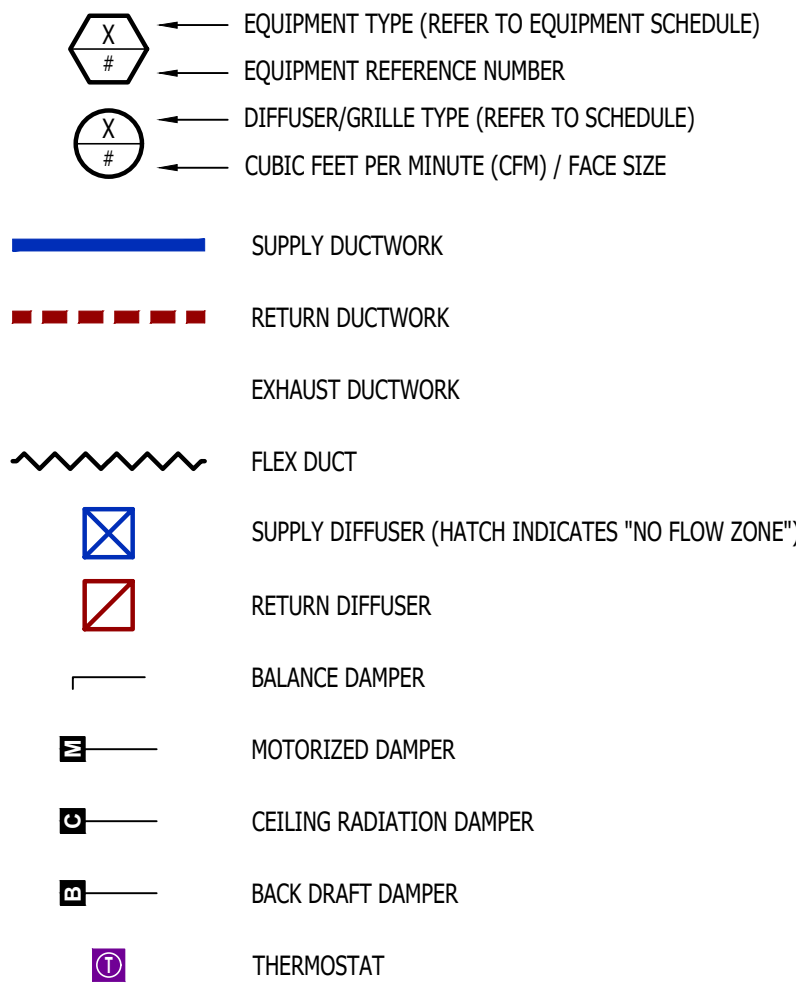 X
#
EQUIPMENT TYPE (REFER TO EQUIPMENT SCHEDULE)
EQUIPMENT REFERENCE NUMBER
X
#
DIFFUSER/GRILLE TYPE (REFER TO SCHEDULE)
CUBIC FEET PER MINUTE (CFM) / FACE SIZE
SUPPLY DUCTWORK
RETURN DUCTWORK
EXHAUST DUCTWORK
FLEX DUCT
SUPPLY DIFFUSER (HATCH INDICATES "NO FLOW ZONE")
RETURN DIFFUSER
BALANCE DAMPER
M MOTORIZED DAMPER
C CEILING RADIATION DAMPER
B BACK DRAFT DAMPER
T THERMOSTAT